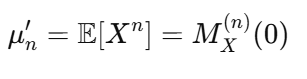 μ′ₙ = 𝔼[Xⁿ] = M_X^{(n)}(0)